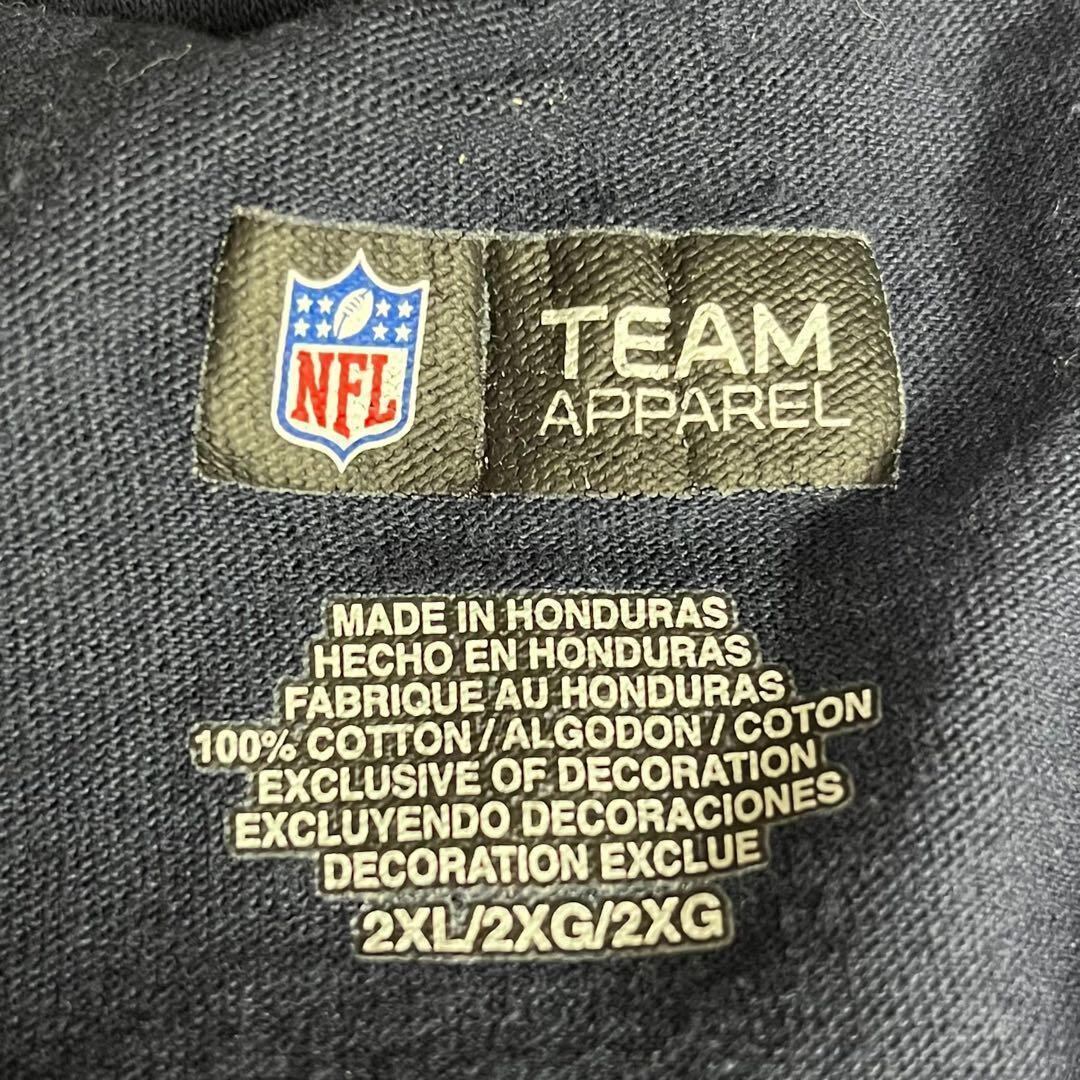 NFL
TEAM
APPAREL
MADE IN HONDURAS
HECHO EN HONDURAS
FABRIQUE AU HONDURAS
100% COTTON / ALGODON / COTON
EXCLUSIVE OF DECORATION
EXCLUYENDO DECORACIONES
DECORATION EXCLUE
2XL/2XG/2XG